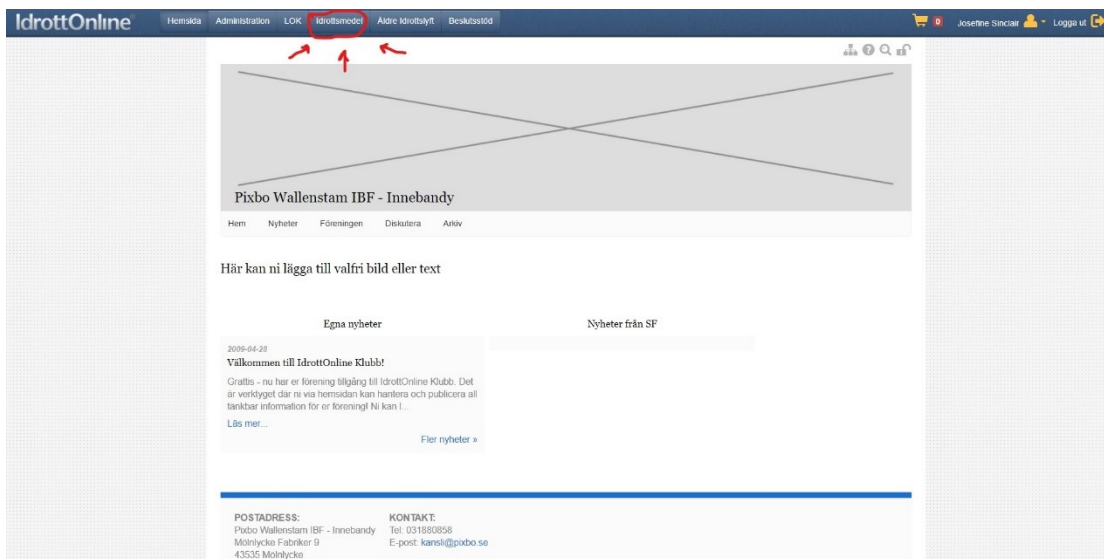 IdrottOnline
Hemsida Administration LOK Idrottsmedel Äldre Idrottslyft Beslutsstöd
0 Josefine Sinclair Logga ut
Pixbo Wallenstam IBF - Innebandy
Hem Nyheter Föreningen Diskutera Arkiv
Här kan ni lägga till valfri bild eller text
Egna nyheter
Nyheter från SF
2009-04-28
Välkommen till IdrottOnline Klubb!
Grattis - nu har er förening tillgång till IdrottOnline Klubb. Det
är verktyget där ni via hemsidan kan hantera och publicera all
tänkbar information för er förening! Ni kan l...
Läs mer...
Fler nyheter »
POSTADRESS:
Pixbo Wallenstam IBF - Innebandy
Mölnlycke Fabriker 9
43535 Mölnlycke
KONTAKT:
Tel: 031880858
E-post: kansli@pixbo.se